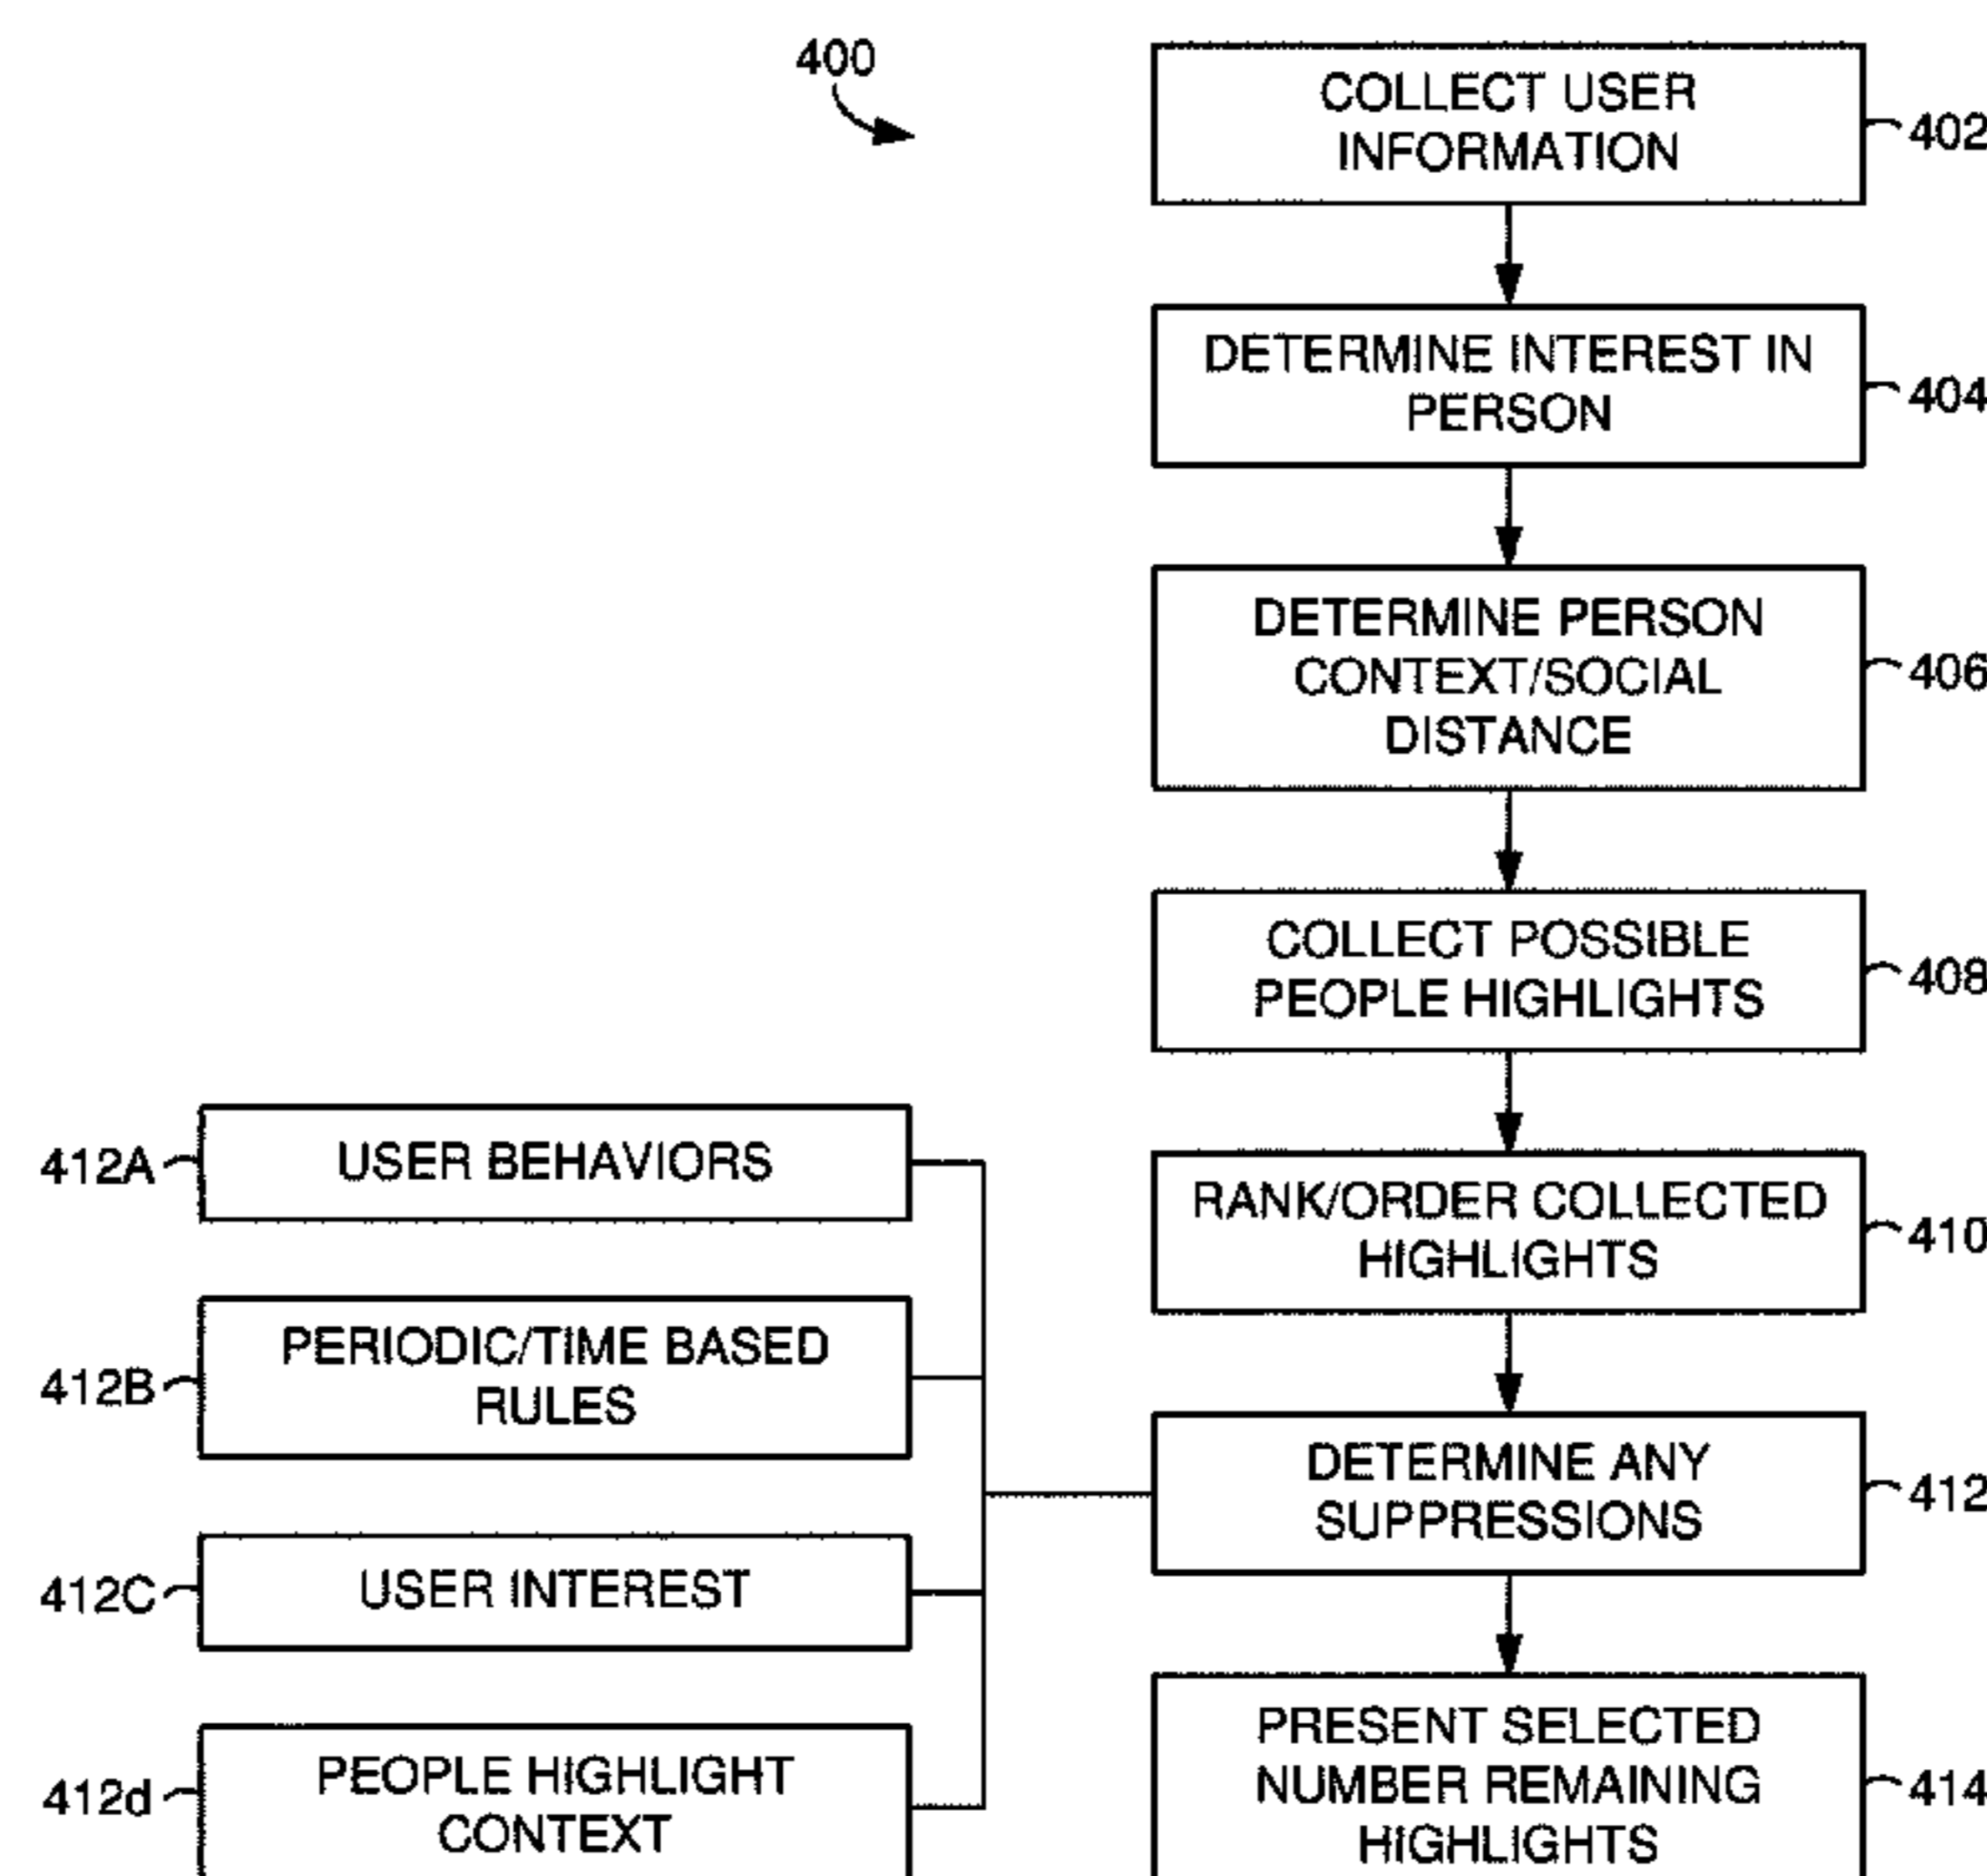 400
COLLECT USER
INFORMATION
402
DETERMINE INTEREST IN
PERSON
404
DETERMINE PERSON
CONTEXT/SOCIAL
DISTANCE
406
COLLECT POSSIBLE
PEOPLE HIGHLIGHTS
408
RANK/ORDER COLLECTED
HIGHLIGHTS
410
DETERMINE ANY
SUPPRESSIONS
412
412A
USER BEHAVIORS
412B
PERIODIC/TIME BASED
RULES
412C
USER INTEREST
412d
PEOPLE HIGHLIGHT
CONTEXT
PRESENT SELECTED
NUMBER REMAINING
HIGHLIGHTS
414